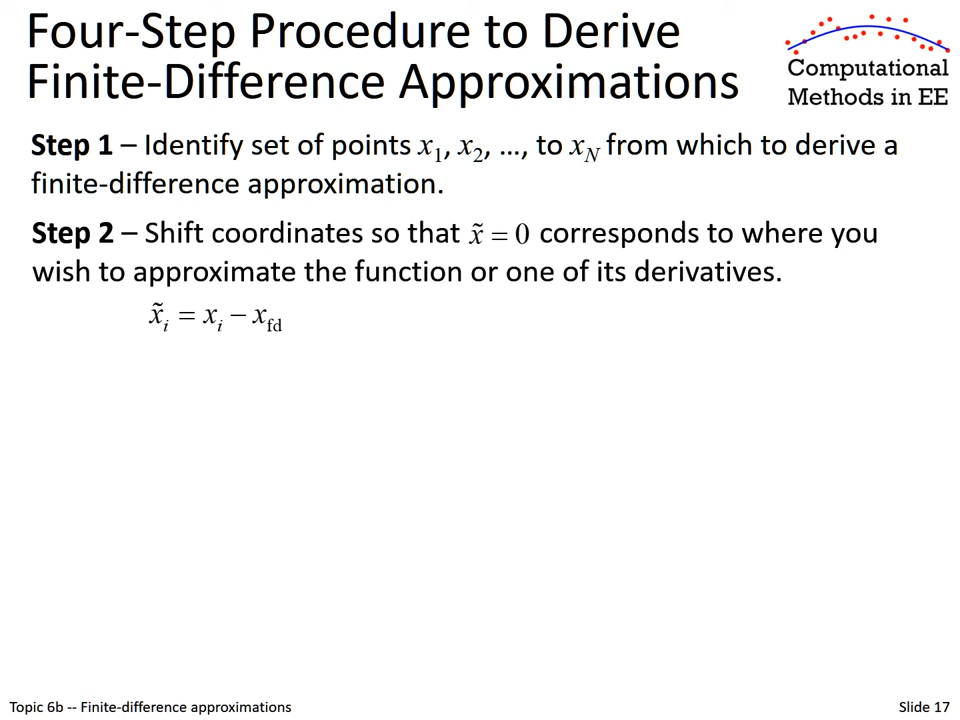 Four-Step Procedure to Derive
Finite-Difference Approximations
Computational
Methods in EE
Step 1 – Identify set of points x₁, x₂, …, to x_N from which to derive a
finite-difference approximation.
Step 2 – Shift coordinates so that x̃ = 0 corresponds to where you
wish to approximate the function or one of its derivatives.
x̃ᵢ = xᵢ − x_fd
Topic 6b -- Finite-difference approximations
Slide 17